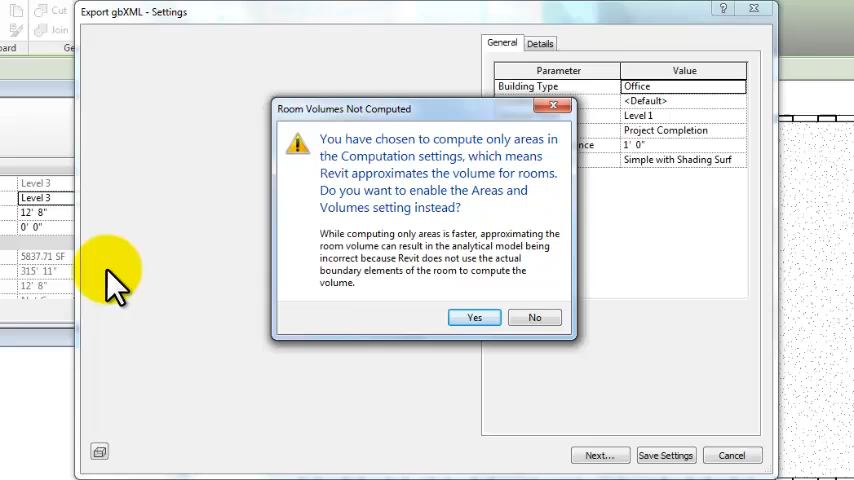 Export gbXML - Settings
Cut
Join
Ge
General
Details
Parameter
Value
Building Type
Office
<Default>
Level 1
Project Completion
1' 0"
Simple with Shading Surf
Room Volumes Not Computed
You have chosen to compute only areas in
the Computation settings, which means
Revit approximates the volume for rooms.
Do you want to enable the Areas and
Volumes setting instead?
While computing only areas is faster, approximating the
room volume can result in the analytical model being
incorrect because Revit does not use the actual
boundary elements of the room to compute the
volume.
Yes
No
Level 3
Level 3
12' 8"
0' 0"
5837.71 SF
315' 11"
12' 8"
Next...
Save Settings
Cancel